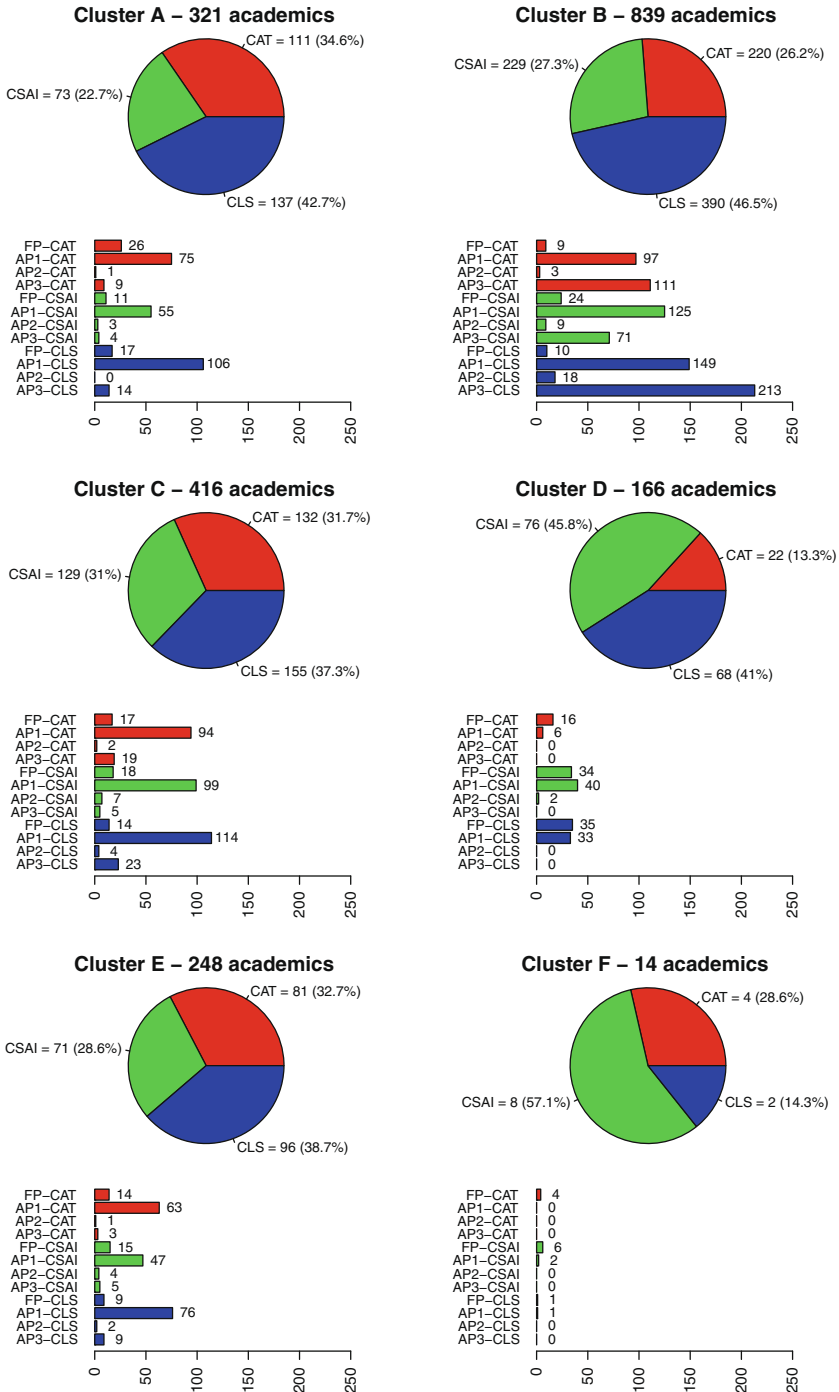 Cluster A – 321 academics
CAT = 111 (34.6%)
CSAI = 73 (22.7%)
CLS = 137 (42.7%)
FP−CAT 26
AP1−CAT 75
AP2−CAT 1
AP3−CAT 9
FP−CSAI 11
AP1−CSAI 55
AP2−CSAI 3
AP3−CSAI 4
FP−CLS 17
AP1−CLS 106
AP2−CLS 0
AP3−CLS 14
0 50 100 150 200 250
Cluster B – 839 academics
CAT = 220 (26.2%)
CSAI = 229 (27.3%)
CLS = 390 (46.5%)
FP−CAT 9
AP1−CAT 97
AP2−CAT 3
AP3−CAT 111
FP−CSAI 24
AP1−CSAI 125
AP2−CSAI 9
AP3−CSAI 71
FP−CLS 10
AP1−CLS 149
AP2−CLS 18
AP3−CLS 213
0 50 100 150 200 250
Cluster C – 416 academics
CAT = 132 (31.7%)
CSAI = 129 (31%)
CLS = 155 (37.3%)
FP−CAT 17
AP1−CAT 94
AP2−CAT 2
AP3−CAT 19
FP−CSAI 18
AP1−CSAI 99
AP2−CSAI 7
AP3−CSAI 5
FP−CLS 14
AP1−CLS 114
AP2−CLS 4
AP3−CLS 23
0 50 100 150 200 250
Cluster D – 166 academics
CSAI = 76 (45.8%)
CAT = 22 (13.3%)
CLS = 68 (41%)
FP−CAT 16
AP1−CAT 6
AP2−CAT 0
AP3−CAT 0
FP−CSAI 34
AP1−CSAI 40
AP2−CSAI 2
AP3−CSAI 0
FP−CLS 35
AP1−CLS 33
AP2−CLS 0
AP3−CLS 0
0 50 100 150 200 250
Cluster E – 248 academics
CAT = 81 (32.7%)
CSAI = 71 (28.6%)
CLS = 96 (38.7%)
FP−CAT 14
AP1−CAT 63
AP2−CAT 1
AP3−CAT 3
FP−CSAI 15
AP1−CSAI 47
AP2−CSAI 4
AP3−CSAI 5
FP−CLS 9
AP1−CLS 76
AP2−CLS 2
AP3−CLS 9
0 50 100 150 200 250
Cluster F – 14 academics
CAT = 4 (28.6%)
CSAI = 8 (57.1%)
CLS = 2 (14.3%)
FP−CAT 4
AP1−CAT 0
AP2−CAT 0
AP3−CAT 0
FP−CSAI 6
AP1−CSAI 2
AP2−CSAI 0
AP3−CSAI 0
FP−CLS 1
AP1−CLS 1
AP2−CLS 0
AP3−CLS 0
0 50 100 150 200 250